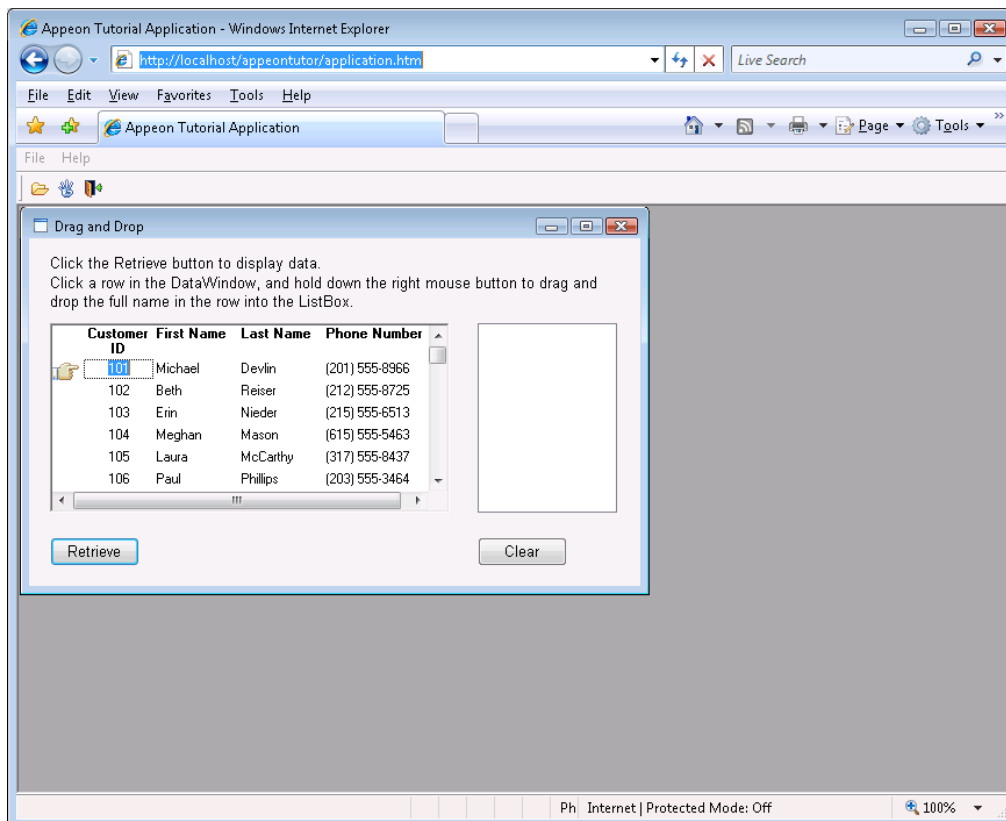 Appeon Tutorial Application - Windows Internet Explorer
http://localhost/appeontutor/application.htm
Live Search
File Edit View Favorites Tools Help
Appeon Tutorial Application
Page Tools
File Help
Drag and Drop
Click the Retrieve button to display data.
Click a row in the DataWindow, and hold down the right mouse button to drag and
drop the full name in the row into the ListBox.
Customer First Name Last Name Phone Number
ID
101 Michael Devlin (201) 555-8966
102 Beth Reiser (212) 555-8725
103 Erin Nieder (215) 555-6513
104 Meghan Mason (615) 555-5463
105 Laura McCarthy (317) 555-8437
106 Paul Phillips (203) 555-3464
Retrieve Clear
Ph Internet | Protected Mode: Off 100%